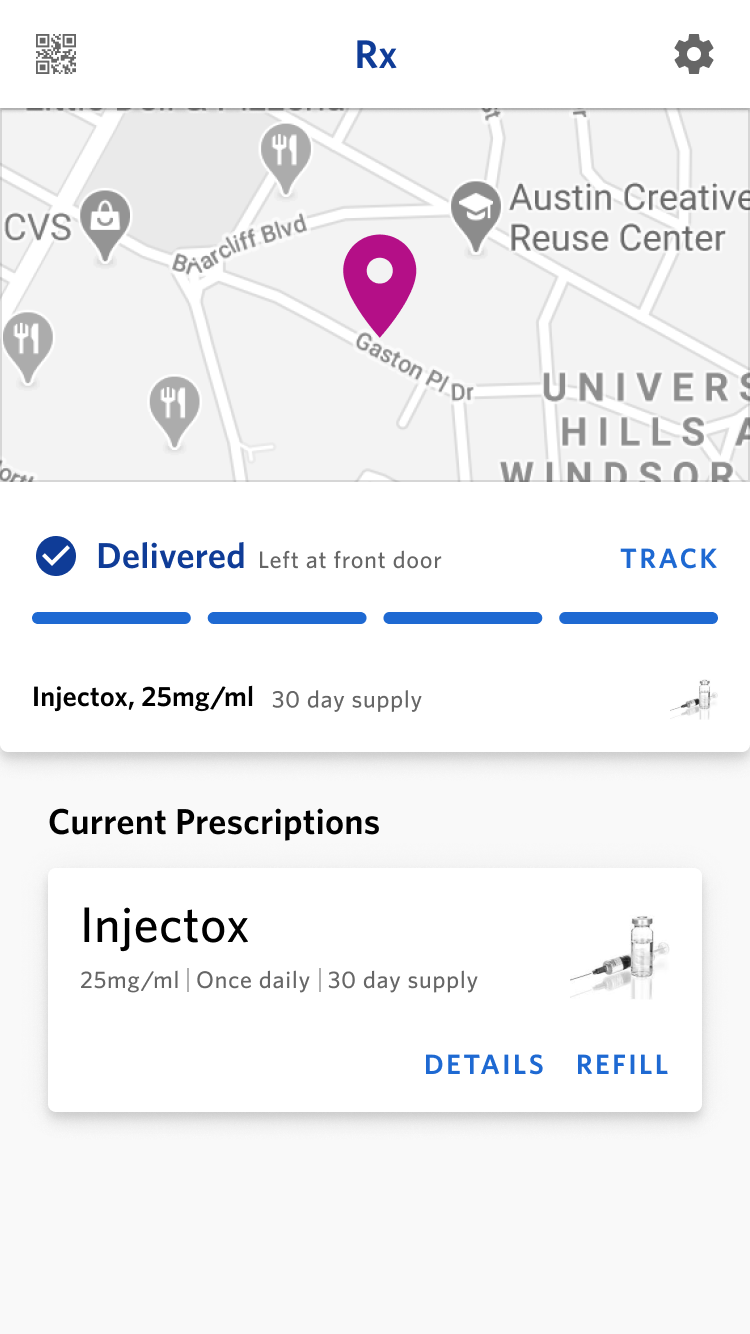 Rx
CVS
Briarcliff Blvd
Austin Creative
Reuse Center
Gaston Pl Dr
UNIVERS
HILLS A
WINDSOR
Delivered Left at front door TRACK
Injectox, 25mg/ml 30 day supply
Current Prescriptions
Injectox
25mg/ml | Once daily | 30 day supply
DETAILS REFILL